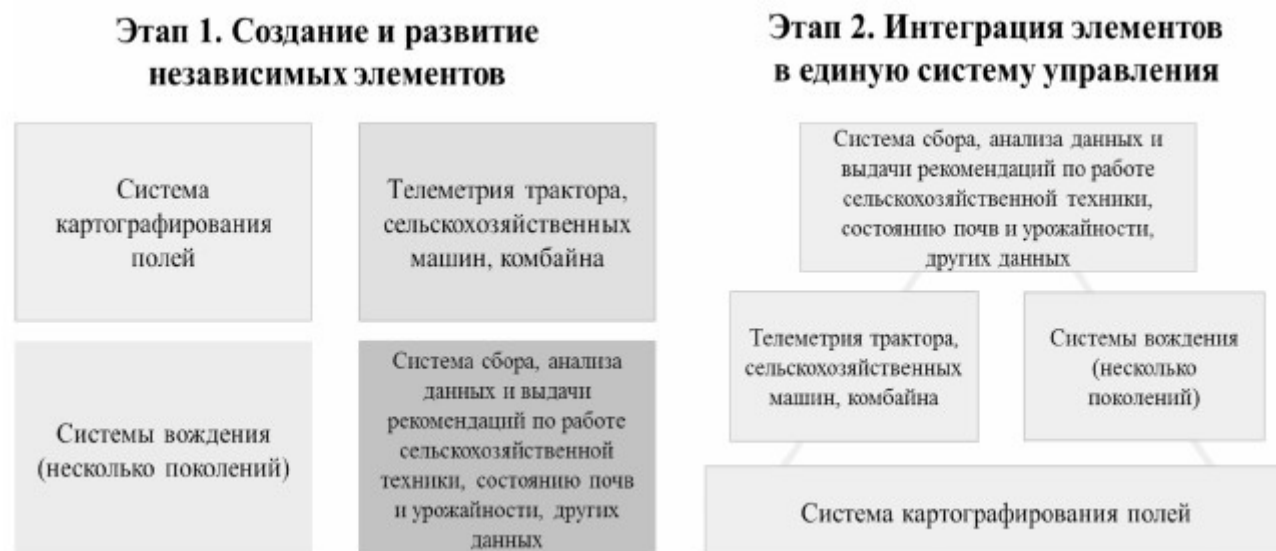 Этап 1. Создание и развитие
независимых элементов
Система
картографирования
полей
Телеметрия трактора,
сельскохозяйственных
машин, комбайна
Системы вождения
(несколько поколений)
Система сбора, анализа
данных и выдачи
рекомендаций по работе
сельскохозяйственной
техники, состоянию почв
и урожайности, других
данных
Этап 2. Интеграция элементов
в единую систему управления
Система сбора, анализа данных и
выдачи рекомендаций по работе
сельскохозяйственной техники,
состоянию почв и урожайности,
других данных
Телеметрия трактора,
сельскохозяйственных
машин, комбайна
Системы вождения
(несколько
поколений)
Система картографирования полей